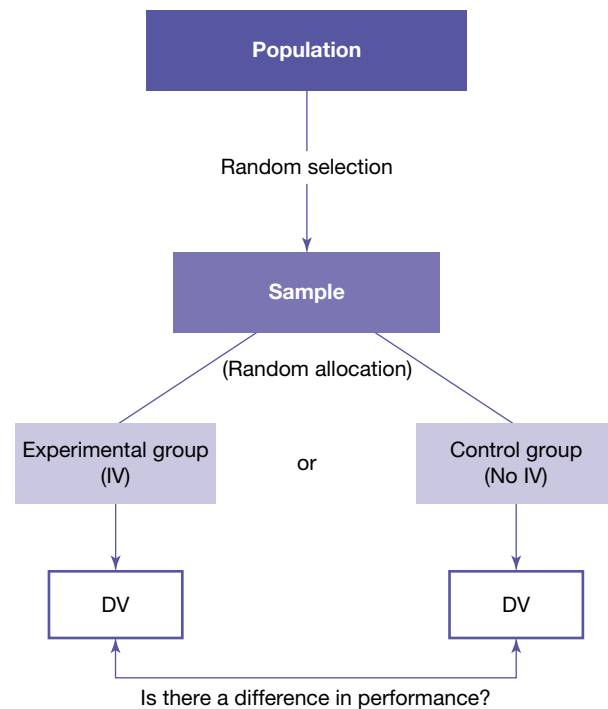 Population
Random selection
Sample
(Random allocation)
Experimental group
(IV)
or
Control group
(No IV)
DV
DV
Is there a difference in performance?